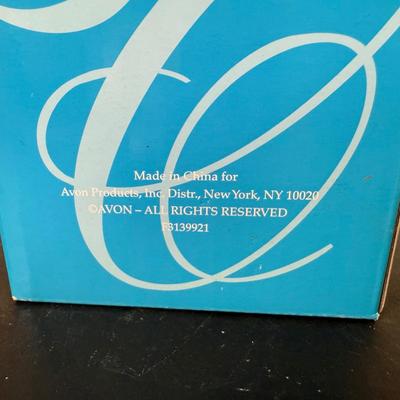 Made in China for
Avon Products, Inc. Distr., New York, NY 10020
©AVON – ALL RIGHTS RESERVED
F3139921